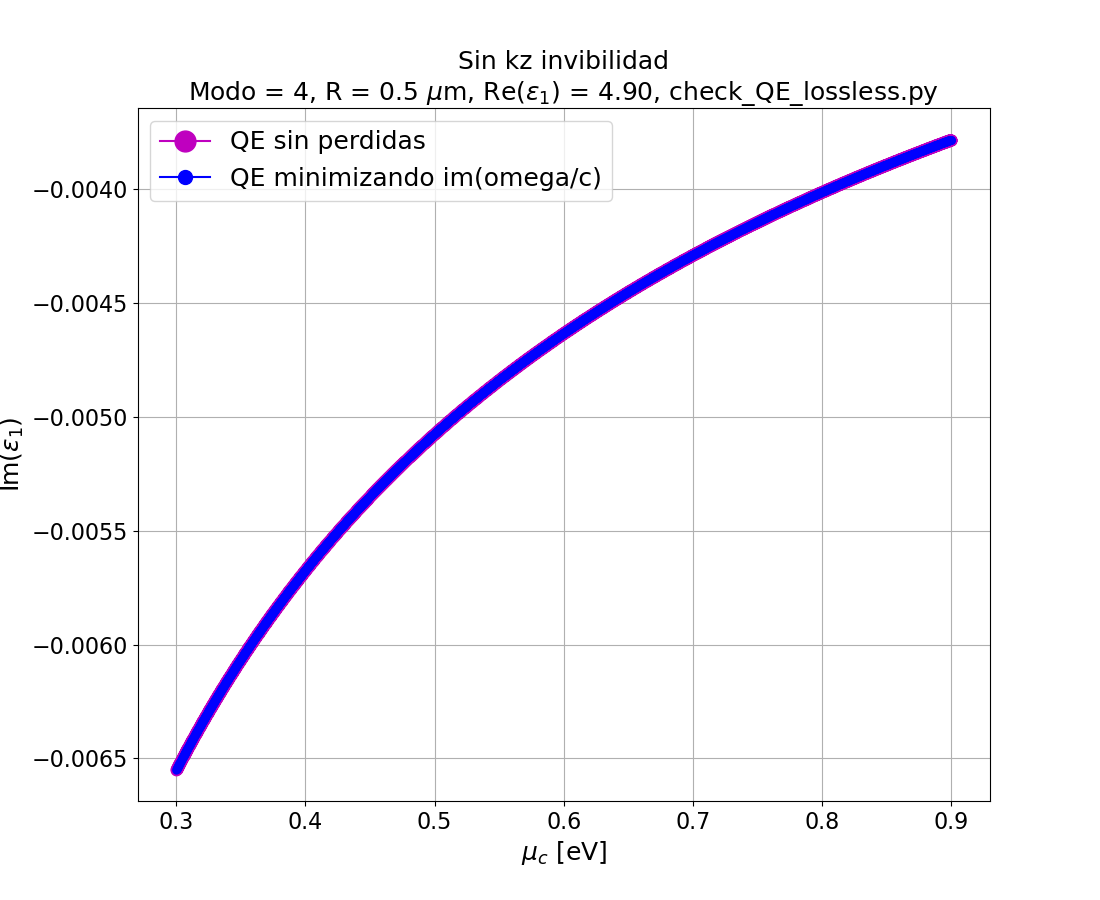 Sin kz invibilidad
Modo = 4, R = 0.5 μm, Re(ε₁) = 4.90, check_QE_lossless.py
QE sin perdidas
QE minimizando im(omega/c)
Im(ε₁)
−0.0040
−0.0045
−0.0050
−0.0055
−0.0060
−0.0065
0.3 0.4 0.5 0.6 0.7 0.8 0.9
μc [eV]